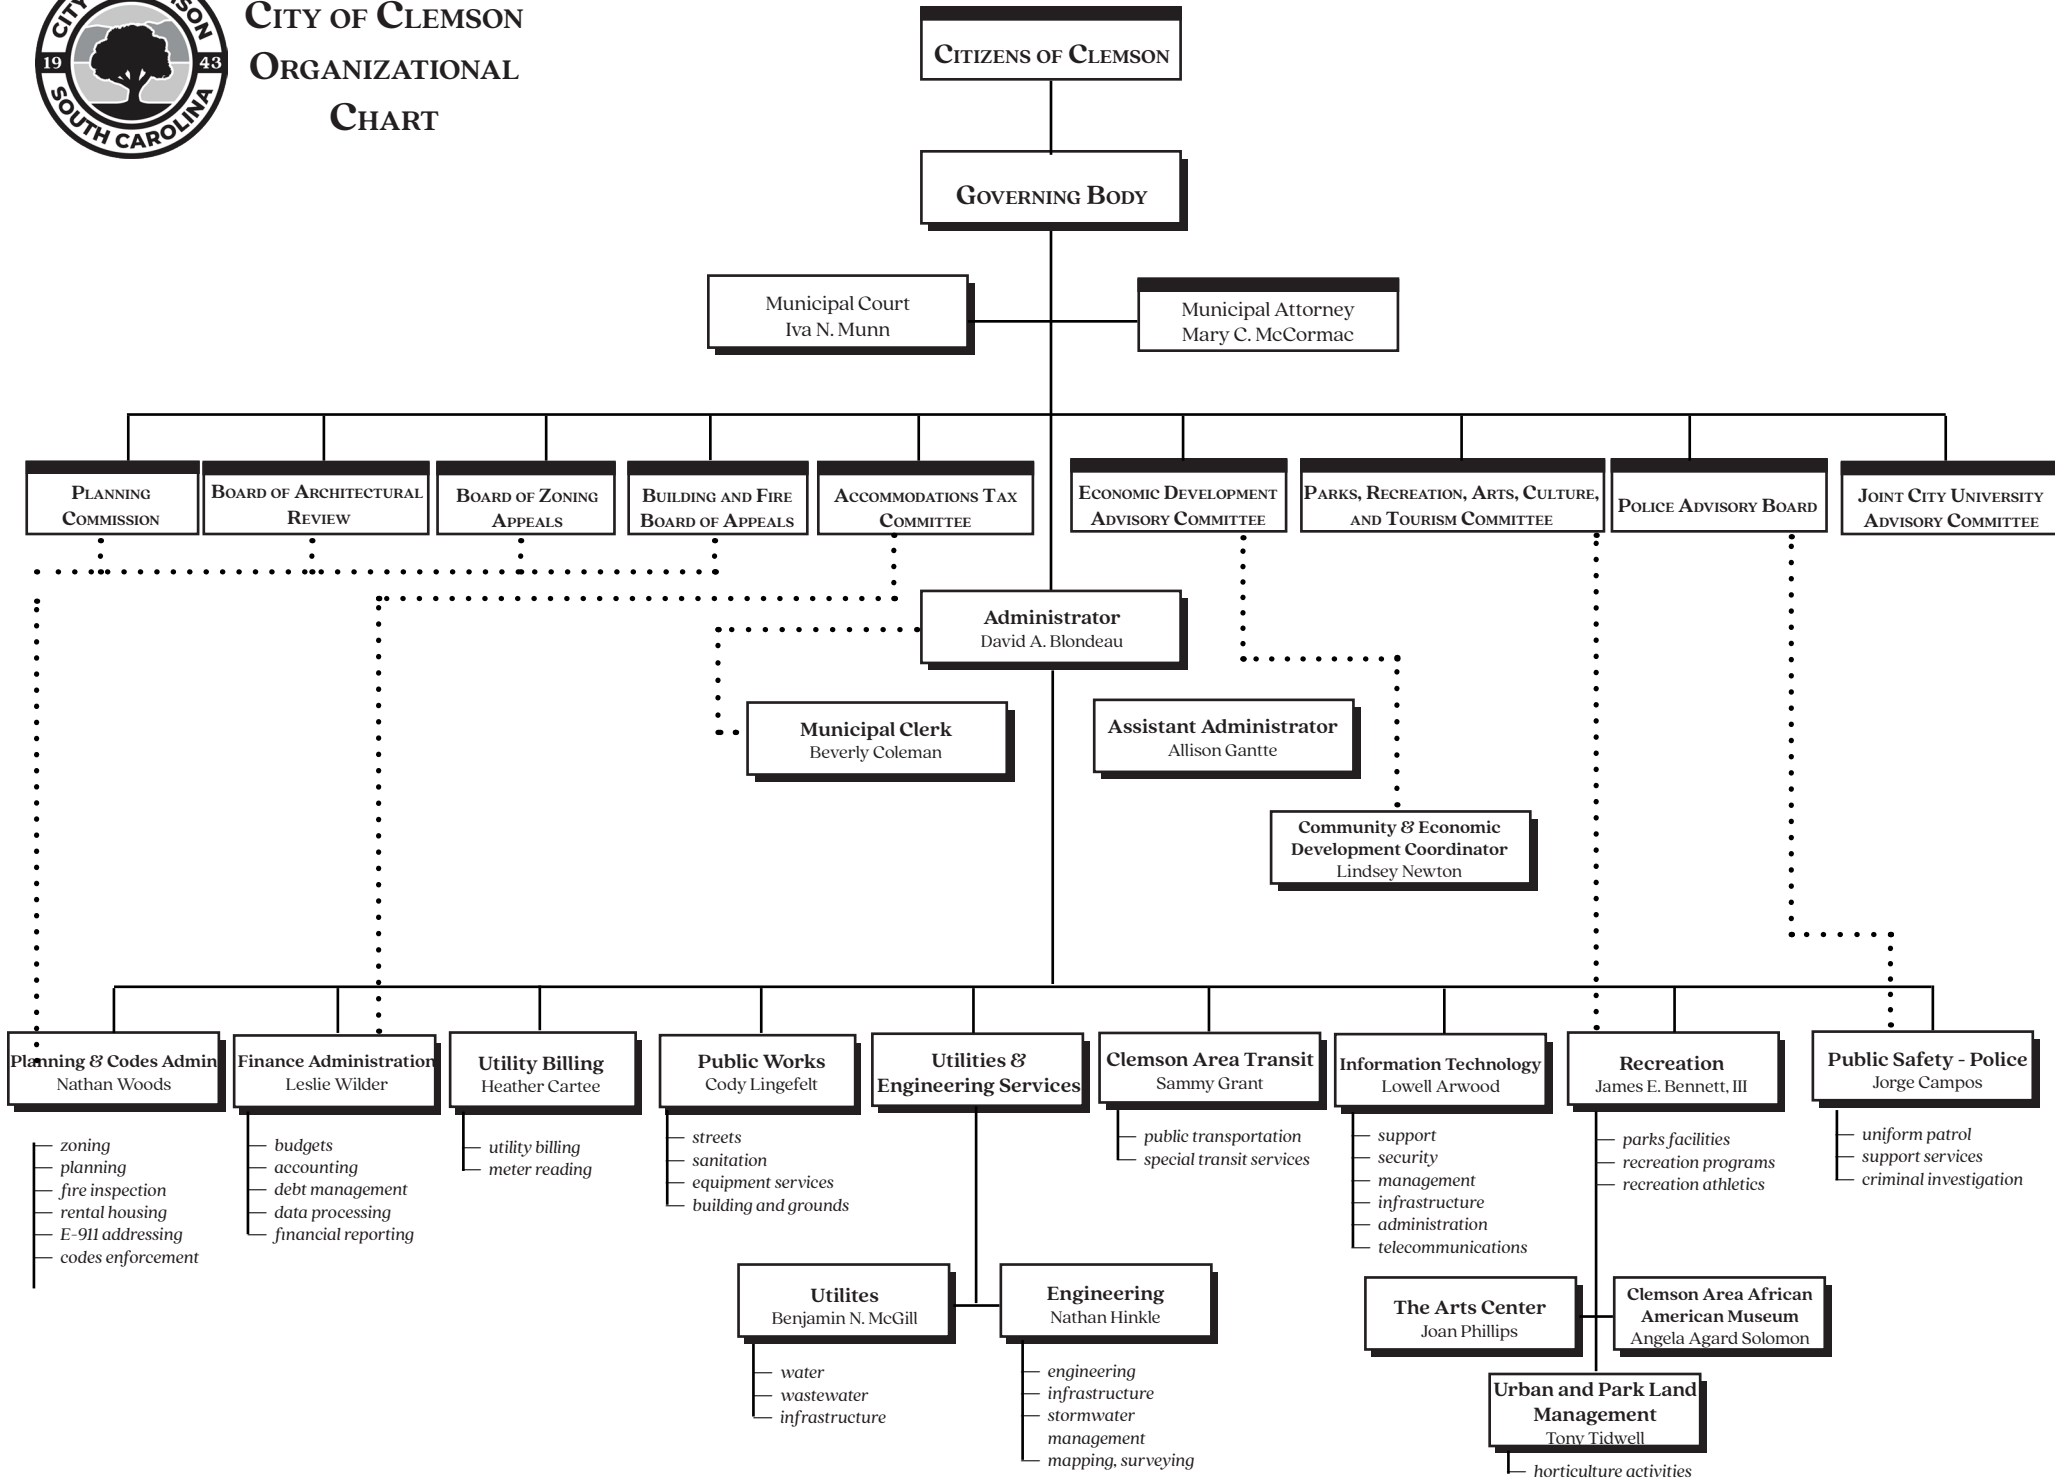 CITY OF CLEMSON
ORGANIZATIONAL
CHART
19
43
SOUTH CAROLINA
CITIZENS OF CLEMSON
GOVERNING BODY
Municipal Court
Iva N. Munn
Municipal Attorney
Mary C. McCormac
PLANNING
COMMISSION
BOARD OF ARCHITECTURAL
REVIEW
BOARD OF ZONING
APPEALS
BUILDING AND FIRE
BOARD OF APPEALS
ACCOMMODATIONS TAX
COMMITTEE
ECONOMIC DEVELOPMENT
ADVISORY COMMITTEE
PARKS, RECREATION, ARTS, CULTURE,
AND TOURISM COMMITTEE
POLICE ADVISORY BOARD
JOINT CITY UNIVERSITY
ADVISORY COMMITTEE
Administrator
David A. Blondeau
Municipal Clerk
Beverly Coleman
Assistant Administrator
Allison Gantte
Community & Economic
Development Coordinator
Lindsey Newton
Planning & Codes Admin
Nathan Woods
zoning
planning
fire inspection
rental housing
E-911 addressing
codes enforcement
Finance Administration
Leslie Wilder
budgets
accounting
debt management
data processing
financial reporting
Utility Billing
Heather Cartee
utility billing
meter reading
Public Works
Cody Lingefelt
streets
sanitation
equipment services
building and grounds
Utilities &
Engineering Services
Clemson Area Transit
Sammy Grant
public transportation
special transit services
Information Technology
Lowell Arwood
support
security
management
infrastructure
administration
telecommunications
Recreation
James E. Bennett, III
parks facilities
recreation programs
recreation athletics
Public Safety - Police
Jorge Campos
uniform patrol
support services
criminal investigation
Utilites
Benjamin N. McGill
water
wastewater
infrastructure
Engineering
Nathan Hinkle
engineering
infrastructure
stormwater
management
mapping, surveying
The Arts Center
Joan Phillips
Clemson Area African
American Museum
Angela Agard Solomon
Urban and Park Land
Management
Tony Tidwell
horticulture activities